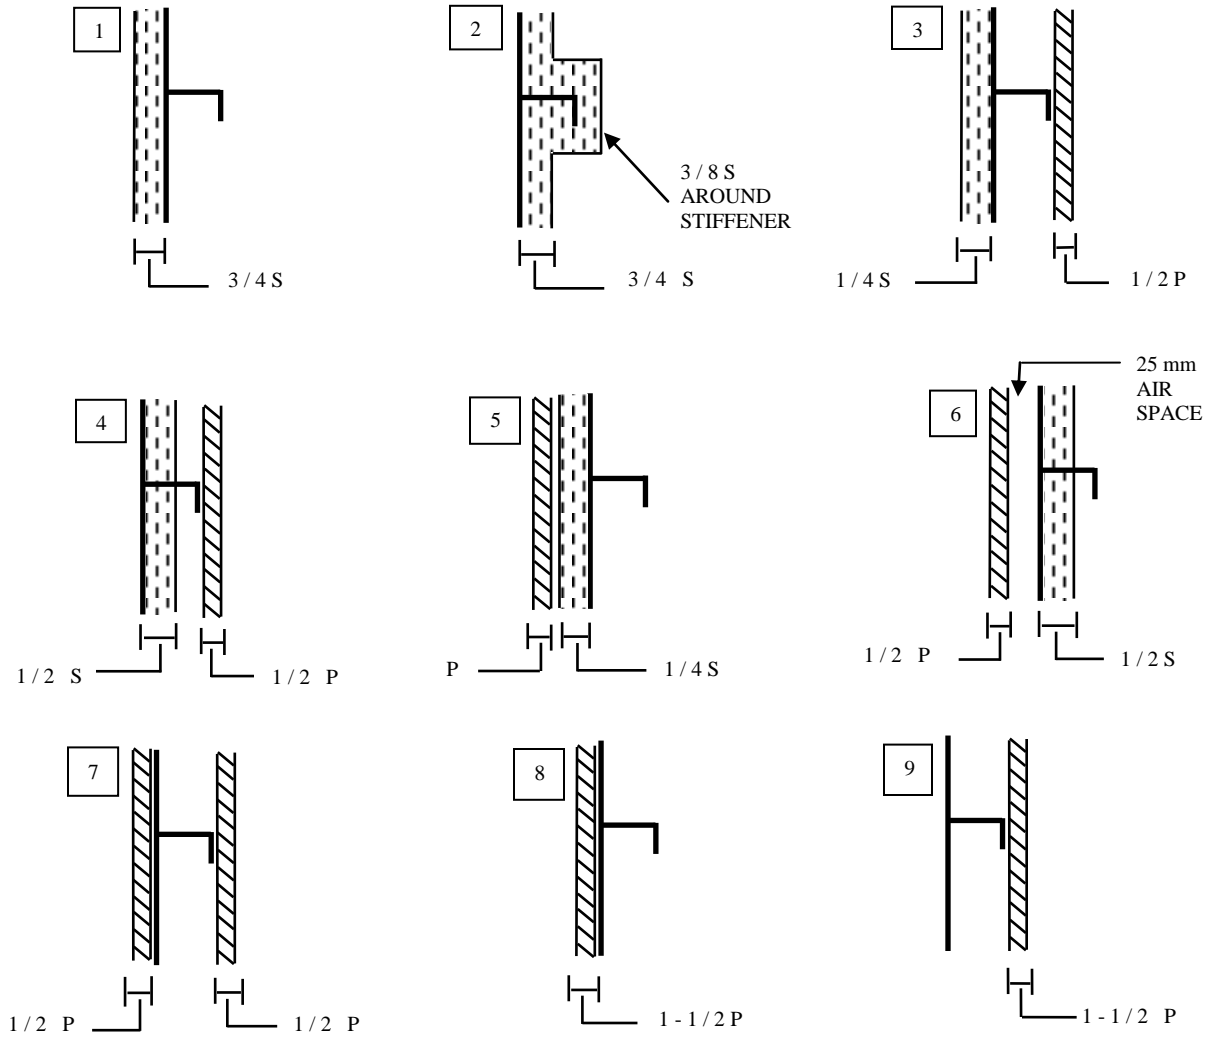 1
3 / 4 S
2
3 / 8 S
AROUND
STIFFENER
3 / 4 S
3
1 / 4 S
1 / 2 P
4
1 / 2 S
1 / 2 P
5
P
1 / 4 S
6
25 mm
AIR
SPACE
1 / 2 P
1 / 2 S
7
1 / 2 P
1 / 2 P
8
1 - 1 / 2 P
9
1 - 1 / 2 P